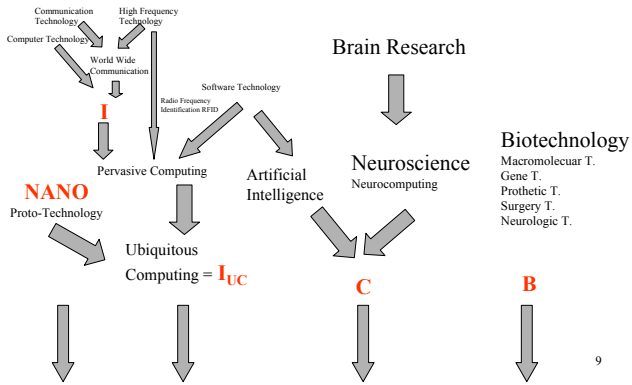 Communication
Technology
High Frequency
Technology
Computer Technology
World Wide
Communication
I
Radio Frequency
Identification RFID
Software Technology
Pervasive Computing
NANO
Proto-Technology
Ubiquitous
Computing = I_UC
Artificial
Intelligence
Brain Research
Neuroscience
Neurocomputing
C
Biotechnology
Macromolecuar T.
Gene T.
Prothetic T.
Surgery T.
Neurologic T.
B
9